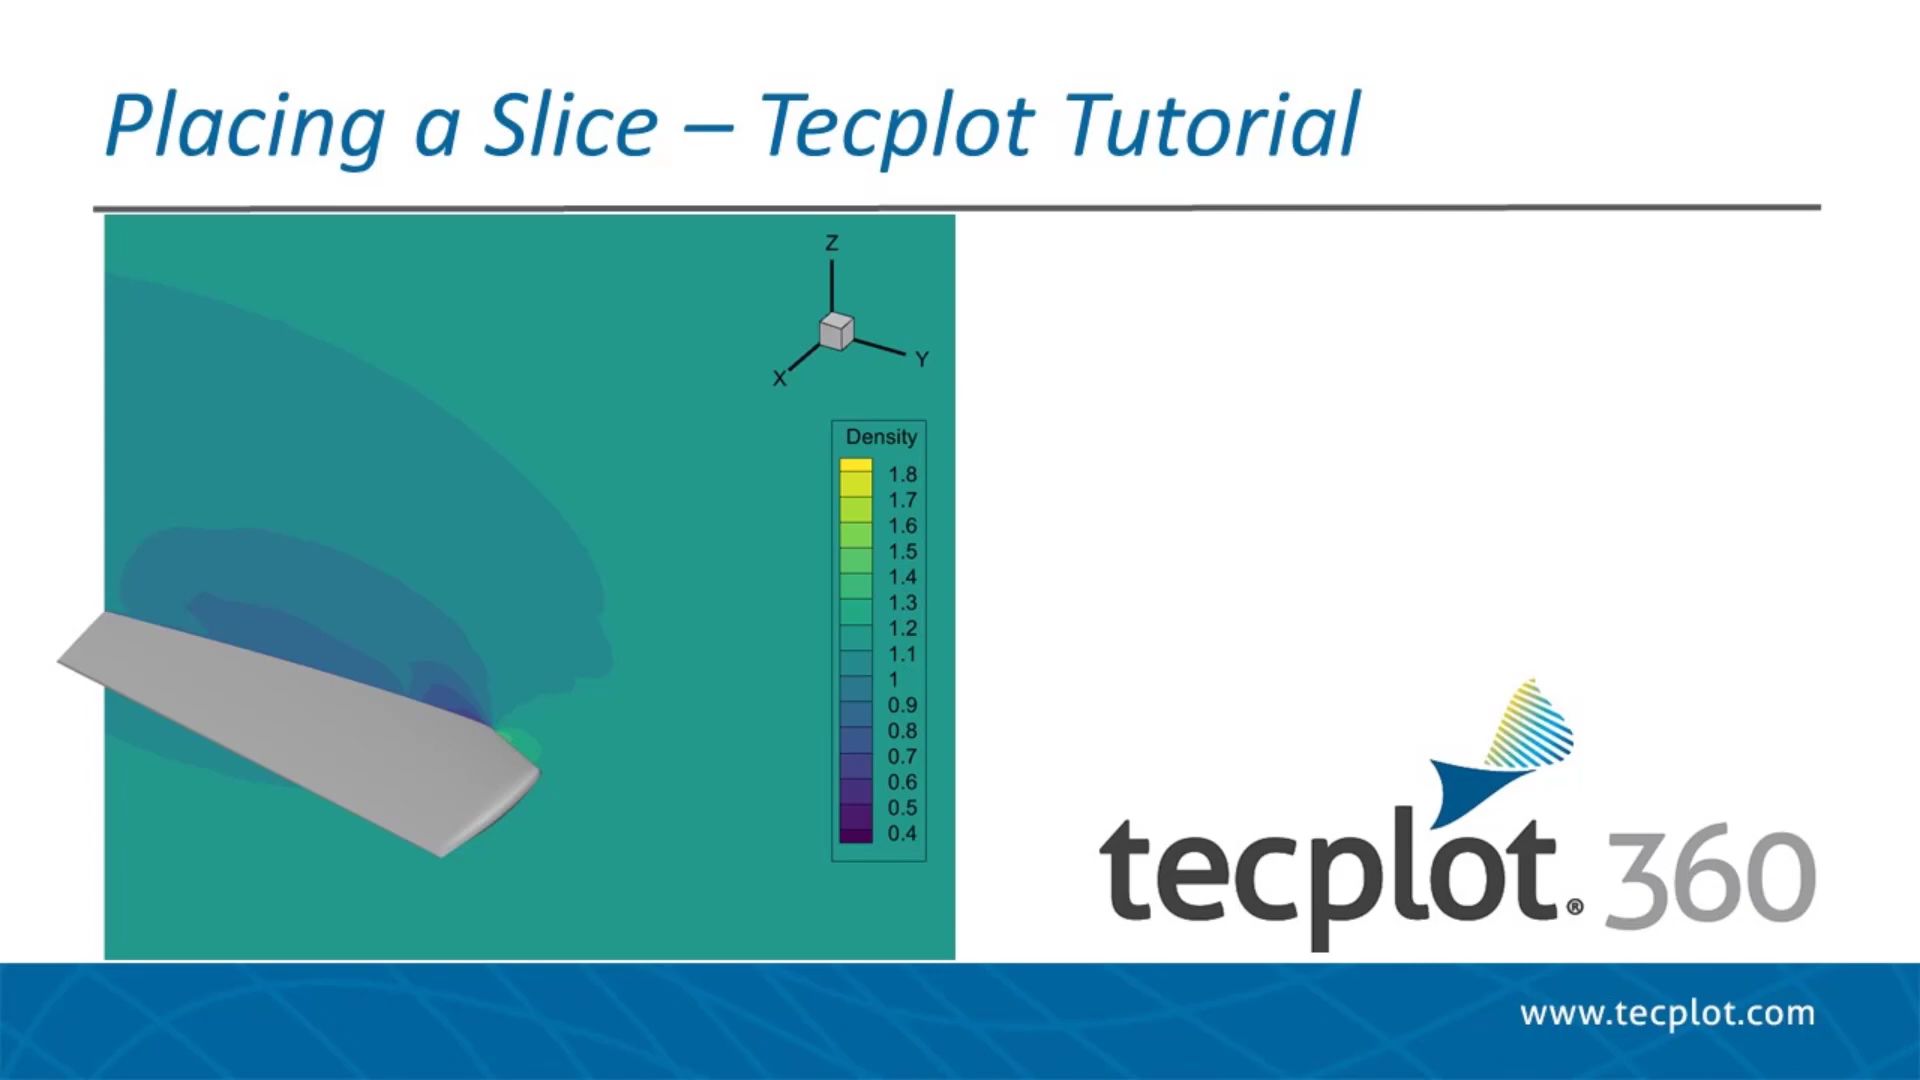 Placing a Slice – Tecplot Tutorial
Z
Y
X
Density
1.8
1.7
1.6
1.5
1.4
1.3
1.2
1.1
1
0.9
0.8
0.7
0.6
0.5
0.4
tecplot® 360
www.tecplot.com